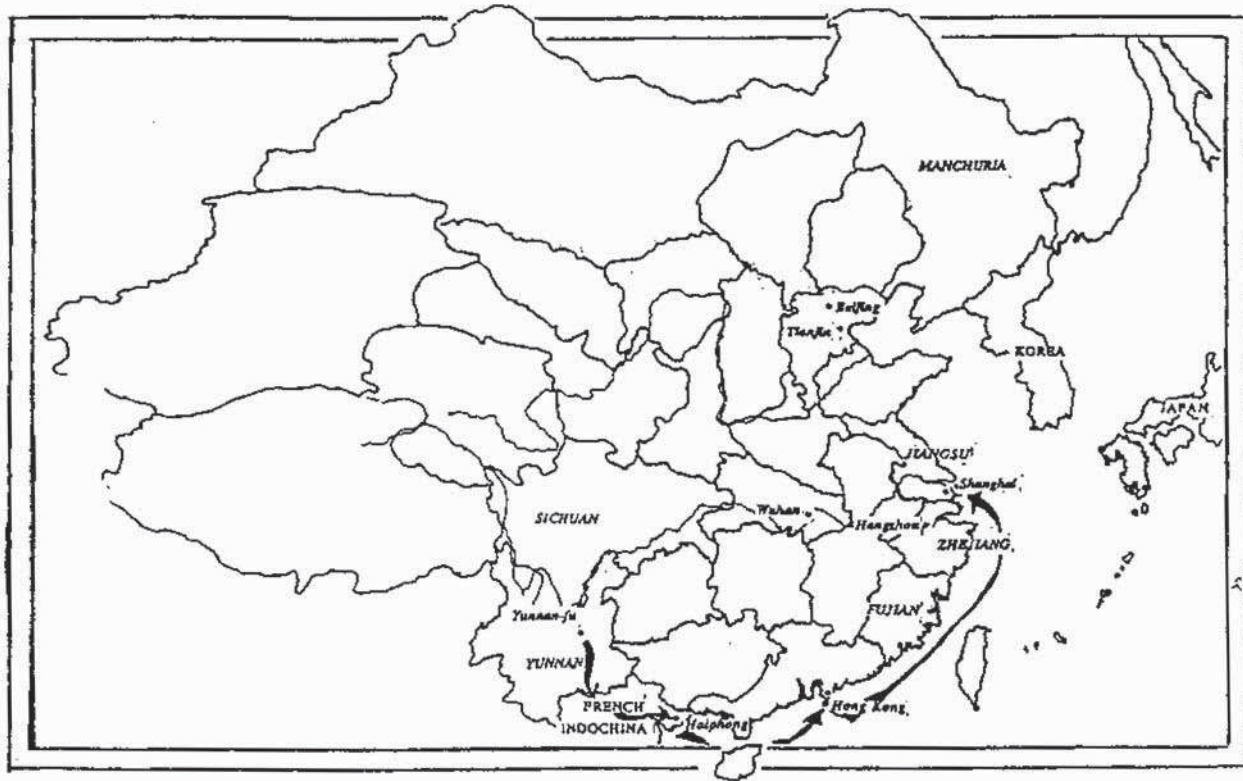 MANCHURIA
Beijing
Tianjin
KOREA
JAPAN
JIANGSU
Shanghai
SICHUAN
Wuhan
Hangzhou
ZHEJIANG
Yunnan-fu
FUJIAN
YUNNAN
FRENCH
INDOCHINA
Haiphong
Hong Kong